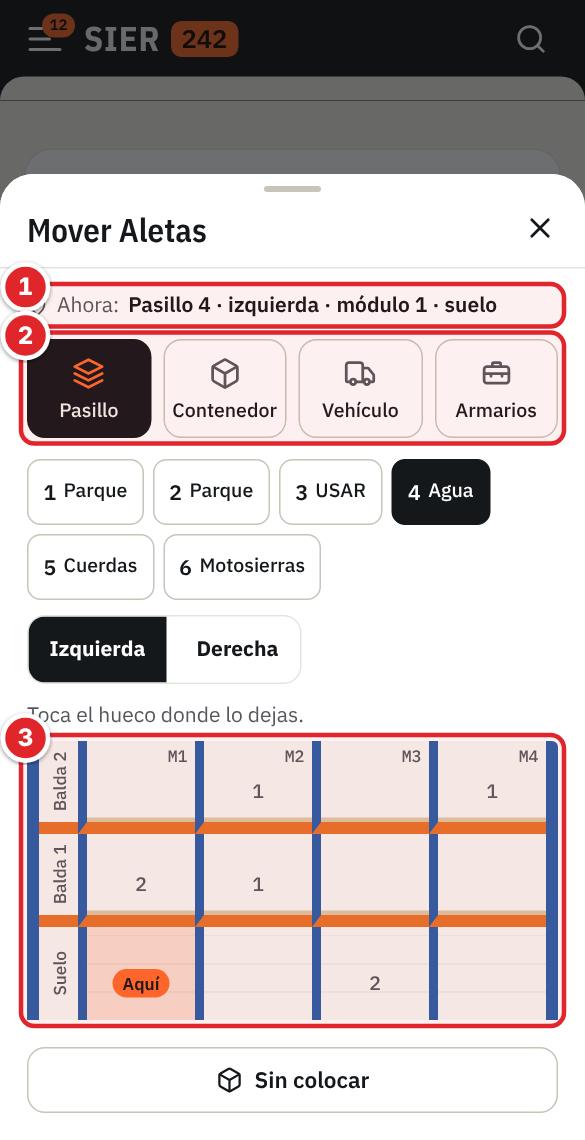 12
SIER 242
Mover Aletas
1
Ahora: Pasillo 4 · izquierda · módulo 1 · suelo
2
Pasillo Contenedor Vehículo Armarios
1 Parque 2 Parque 3 USAR 4 Agua
5 Cuerdas 6 Motosierras
Izquierda Derecha
Toca el hueco donde lo dejas.
3
Balda 2 M1 M2 M3 M4
1 1
Balda 1 2 1
Suelo Aquí 2
Sin colocar